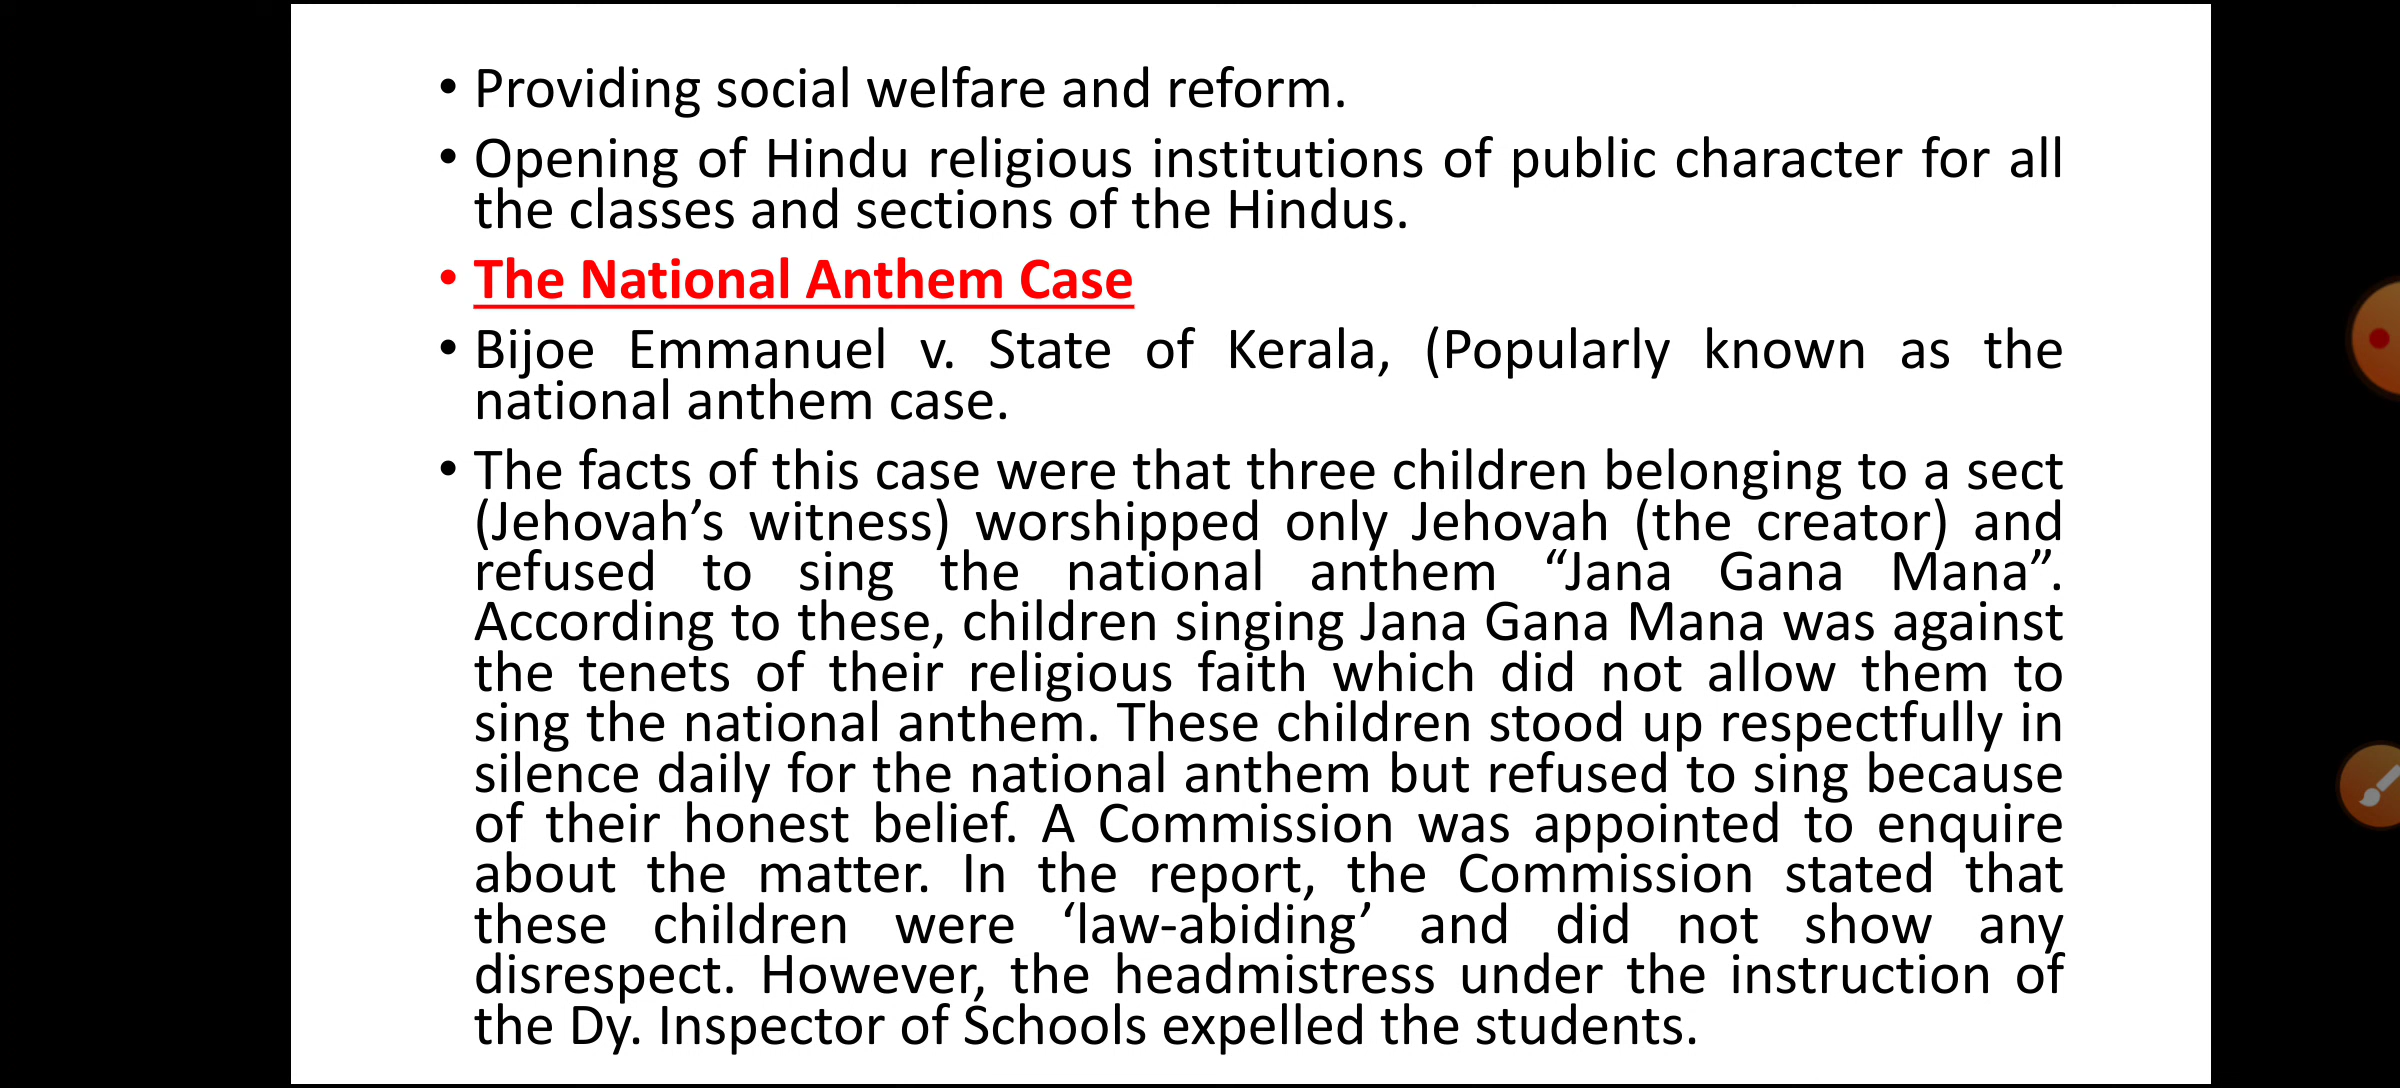 • Providing social welfare and reform.
• Opening of Hindu religious institutions of public character for all
the classes and sections of the Hindus.
• The National Anthem Case
• Bijoe Emmanuel v. State of Kerala, (Popularly known as the
national anthem case.
• The facts of this case were that three children belonging to a sect
(Jehovah’s witness) worshipped only Jehovah (the creator) and
refused to sing the national anthem “Jana Gana Mana”.
According to these, children singing Jana Gana Mana was against
the tenets of their religious faith which did not allow them to
sing the national anthem. These children stood up respectfully in
silence daily for the national anthem but refused to sing because
of their honest belief. A Commission was appointed to enquire
about the matter. In the report, the Commission stated that
these children were ‘law-abiding’ and did not show any
disrespect. However, the headmistress under the instruction of
the Dy. Inspector of Schools expelled the students.